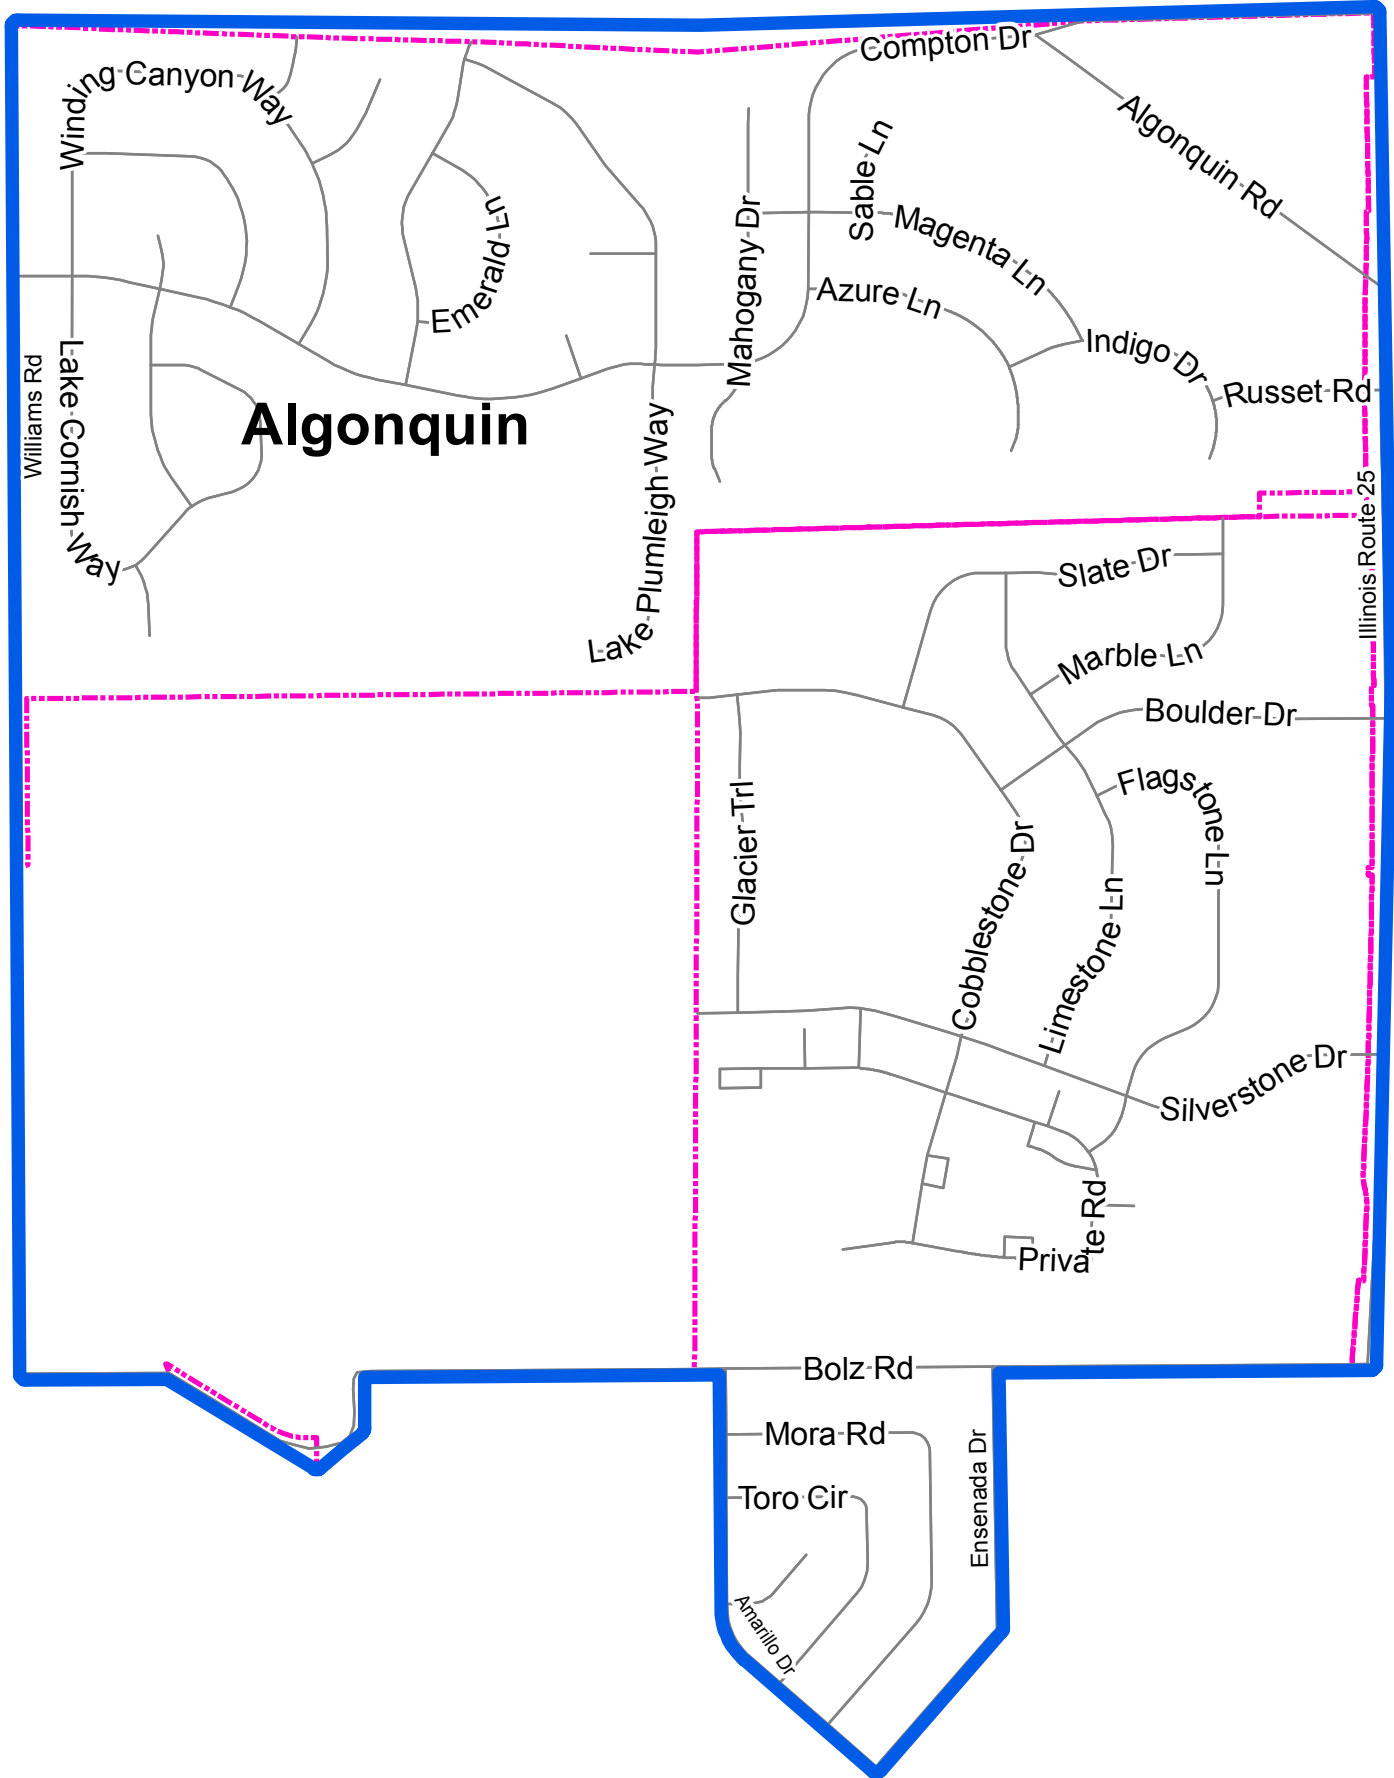 Compton Dr
Winding Canyon Way
Algonquin Rd
Sable Ln
Emerald Ln
Mahogany Dr
Magenta Ln
Azure Ln
Indigo Dr
Russet Rd
Williams Rd
Lake Cornish Way
Algonquin
Lake Plumleigh Way
Illinois Route 25
Slate Dr
Marble Ln
Boulder Dr
Flagstone Ln
Glacier Trl
Cobblestone Dr
Limestone Ln
Silverstone Dr
Private Rd
Bolz Rd
Mora Rd
Ensenada Dr
Toro Cir
Amarillo Dr